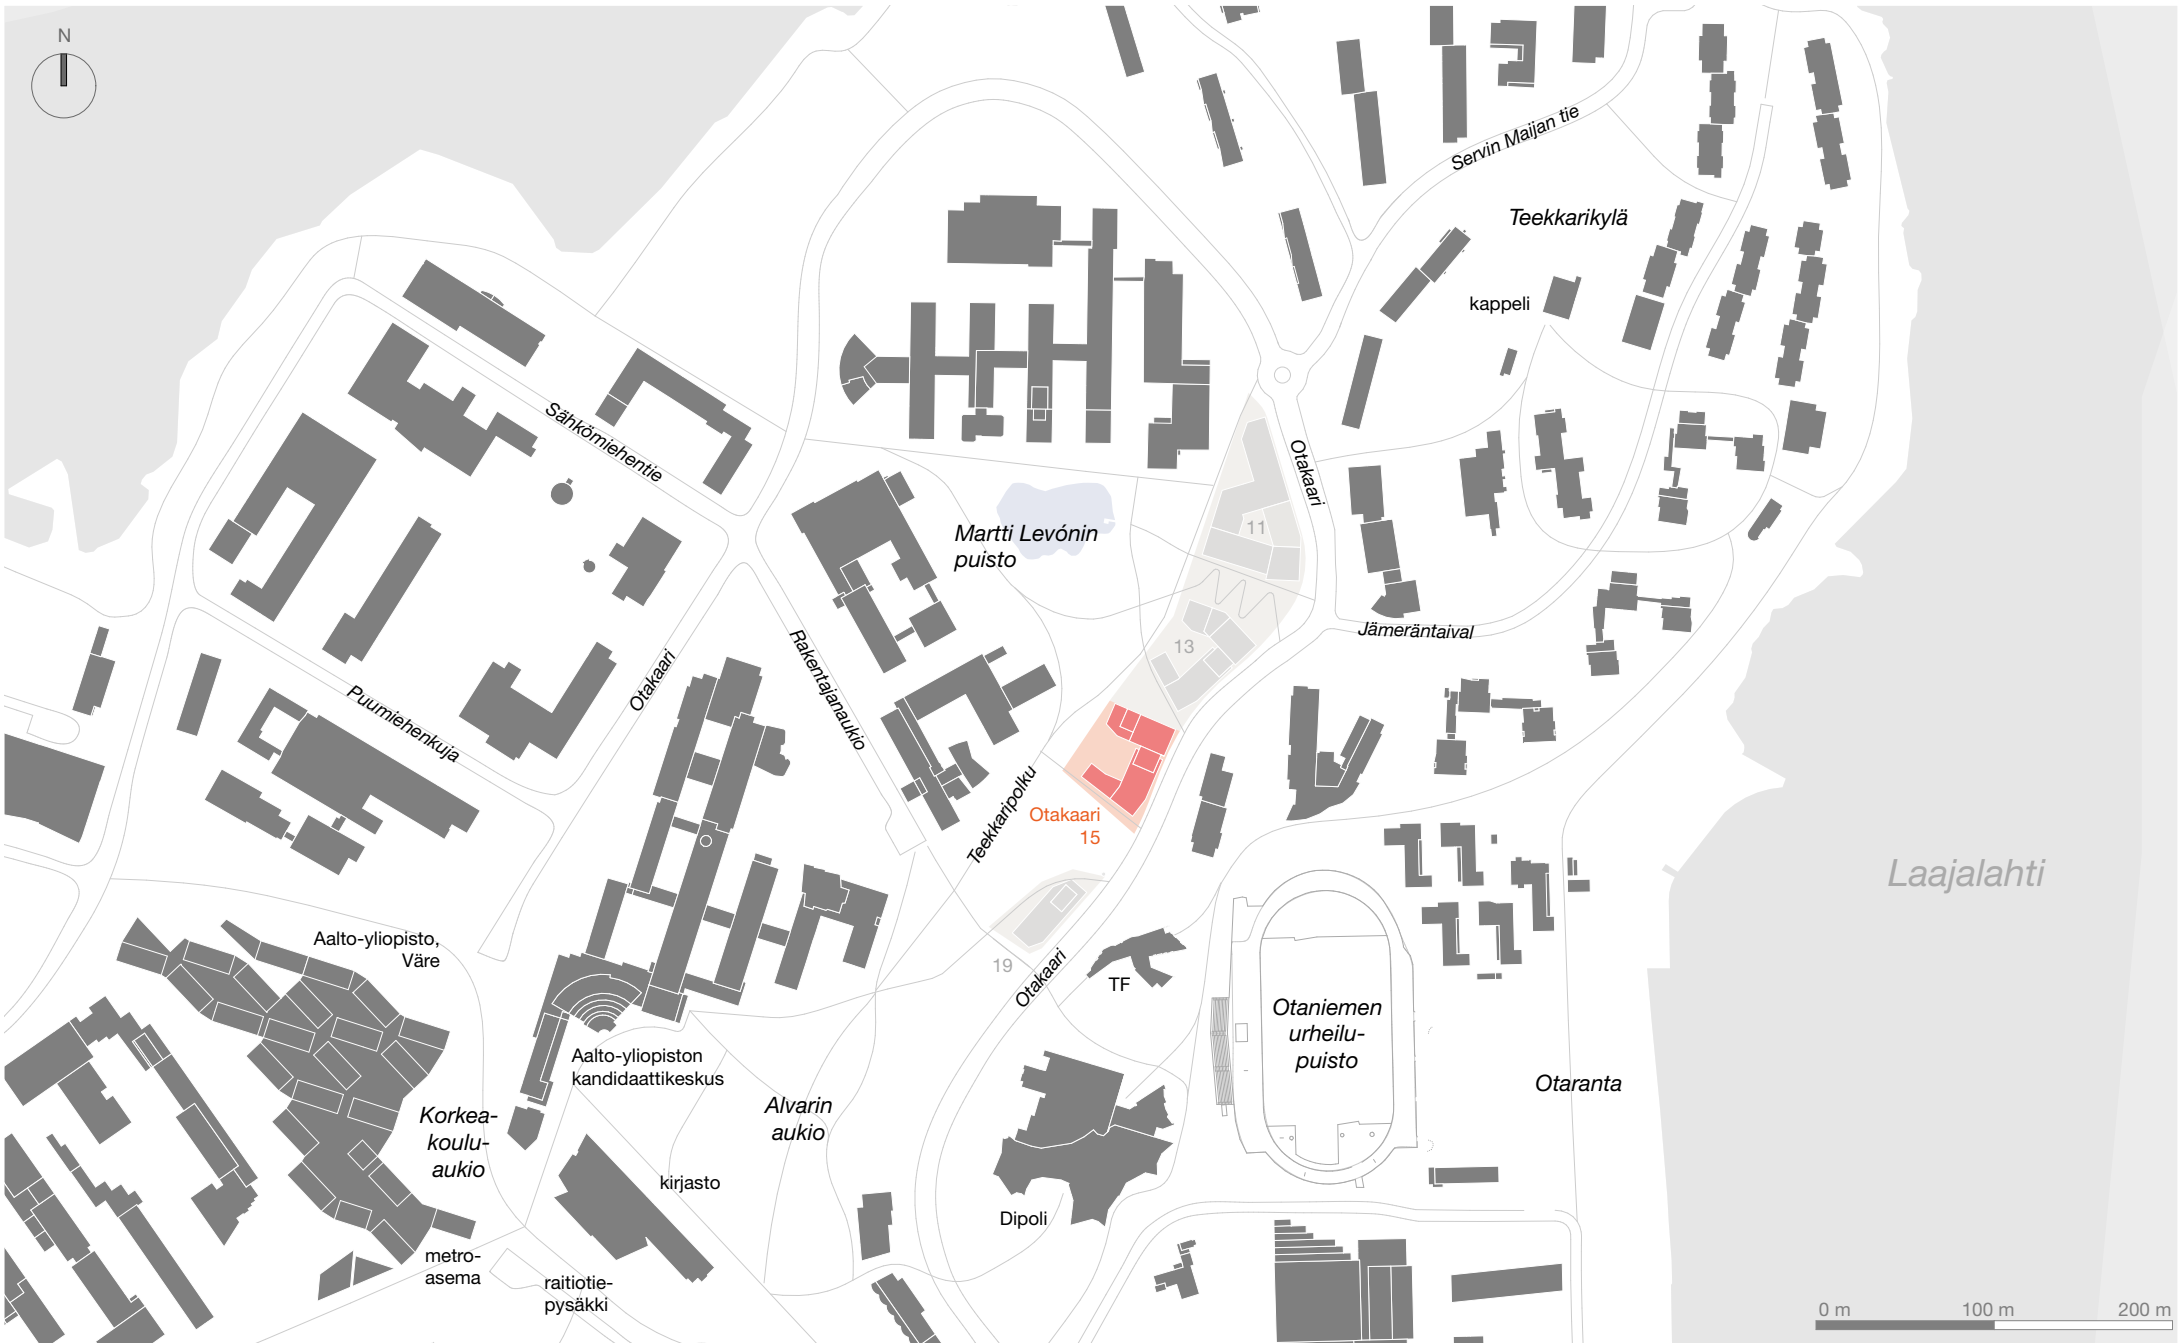 N
Servin Maijan tie
Teekkarikylä
kappeli
Sähkömiehentie
Otakaari
Martti Levónin
puisto
11
Rakentajanaukio
13
Jämeräntaival
Otakaari
Puumiehenkuja
Teekkaripolku
Otakaari
15
Laajalahti
Aalto-yliopisto,
Väre
19
Otakaari
TF
Otaniemen
urheilu-
puisto
Aalto-yliopiston
kandidaattikeskus
Otaranta
Alvarin
aukio
Korkea-
koulu-
aukio
kirjasto
Dipoli
metro-
asema
raitiotie-
pysäkki
0 m 100 m 200 m